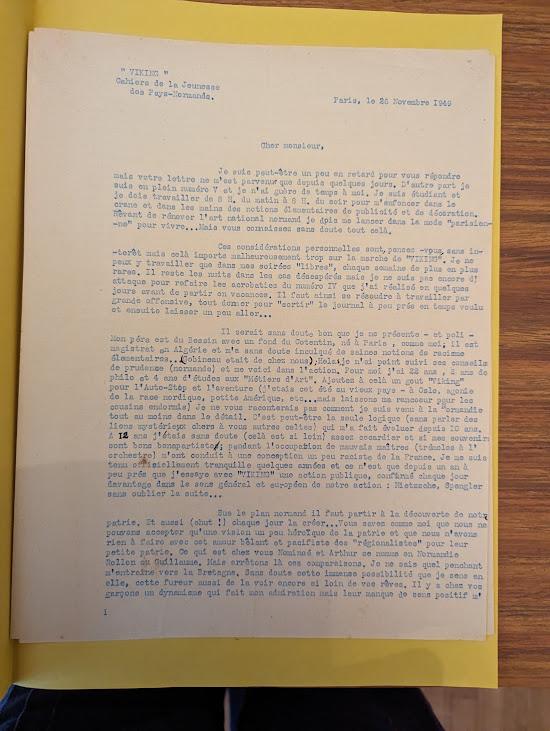 " VIKING "
Cahiers de la Jeunesse
des Pays-Normands.
Paris, le 26 Novembre 1949
Cher monsieur,
Je suis peut-être un peu en retard pour vous répondre
mais votre lettre ne m'est parvenue que depuis quelques jours. D'autre part je
suis en plein numéro V et je n'ai guère de temps à moi. Je suis étudiant et
je dois travailler de 8 H. du matin à 6 H. du soir pour m'enfoncer dans le
crane et dans les mains des notions élémentaires de publicité et de décoration.
Revant de rénover l'art national normand je dois me lancer dans la mode "parisien-
-ne" pour vivre...Mais vous connaissez sans doute tout celà.
Ces considérations personnelles sont, pensez -vous, sans in-
-terêt mais celà importe malheureusement trop sur la marche de "VIKING". Je ne
peux y travailler que dans mes soirées "libres", chaque semaine de plus en plus
rares. Il reste les nuits dans les cas désespérés mais je ne suis pas encore d'
attaque pour refaire les acrobaties du numéro IV que j'ai réalisé en quelques
jours avant de partir en vacances. Il faut ainsi se résoudre à travailler par
grande offensive, tout donner pour "sortir" le journal à peu près en temps voulu
et ensuite laisser un peu aller...
Il serait sans doute bon que je me présente - et poli -
Mon père est du Bessin avec un fond du Cotentin, né à Paris , comme moi; il est
magistrat en Algérie et m'a sans doute inculqué de saines notions de racisme
élémentaires...(Gobineau etait de chez nous);Helas je n'ai point suivi ses conseils
de prudence (normande) et me voici dans l'action. Pour moi j'ai 22 ans , 2 ans de
philo et 4 ans d'études aux "Métiers d'Art". Ajoutez à celà un gout "Viking"
pour l'Auto-Stop et l'aventure (j'etais cet été au vieux pays - à Oslo, agonie
de la race nordique, petite Amérique, etc...mais laissons ma rancoeur pour les
cousins endormis) Je ne vous raconterais pas comment je suis venu à la Normandie
tout au moins dans le détail. C'est peut-être la seule logique (sans parler des
liens mystérieux chers à vous autres celtes) qui m'a fait évoluer depuis 10 ans.
A 12 ans j'étais sans doute (celà est si loin) assez cocardier et si mes souvenirs
sont bons bonapartiste; pendant l'occupation de mauvais maîtres (trémolos à l'
orchestre) m'ont conduit à une conception un peu raciste de la France. Je me suis
tenu officiellement tranquille quelques années et ce n'est que depuis un an à
peu près que j'essaye avec "VIKING" une action publique, confirmé chaque jour
davantage dans le sens général et européen de notre action : Nietzsche, Spengler
sans oublier la suite...
Sur le plan normand il faut partir à la découverte de notre
patrie. Et aussi (chut !) chaque jour la créer...Vous savez comme moi que nous ne
pouvons accepter qu'une vision un peu héroïque de la patrie et que nous n'avons
rien à faire avec cet amour bêlant et pacifiste des "régionalistes" pour leur
petite patrie. Ce qui est chez vous Nominoé et Arthur se nomme en Normandie
Rollon ou Guillaume. Mais arrêtons là ces comparaisons. Je ne sais quel penchant
m'entraîne vers la Bretagne. Sans doute cette immense possibilité que je sens en
elle, cette fureur aussi de la voir encore si loin de vos rêves. Il y a chez vos
garçons un dynamisme qui fait mon admiration mais leur manque de sens positif m'
1